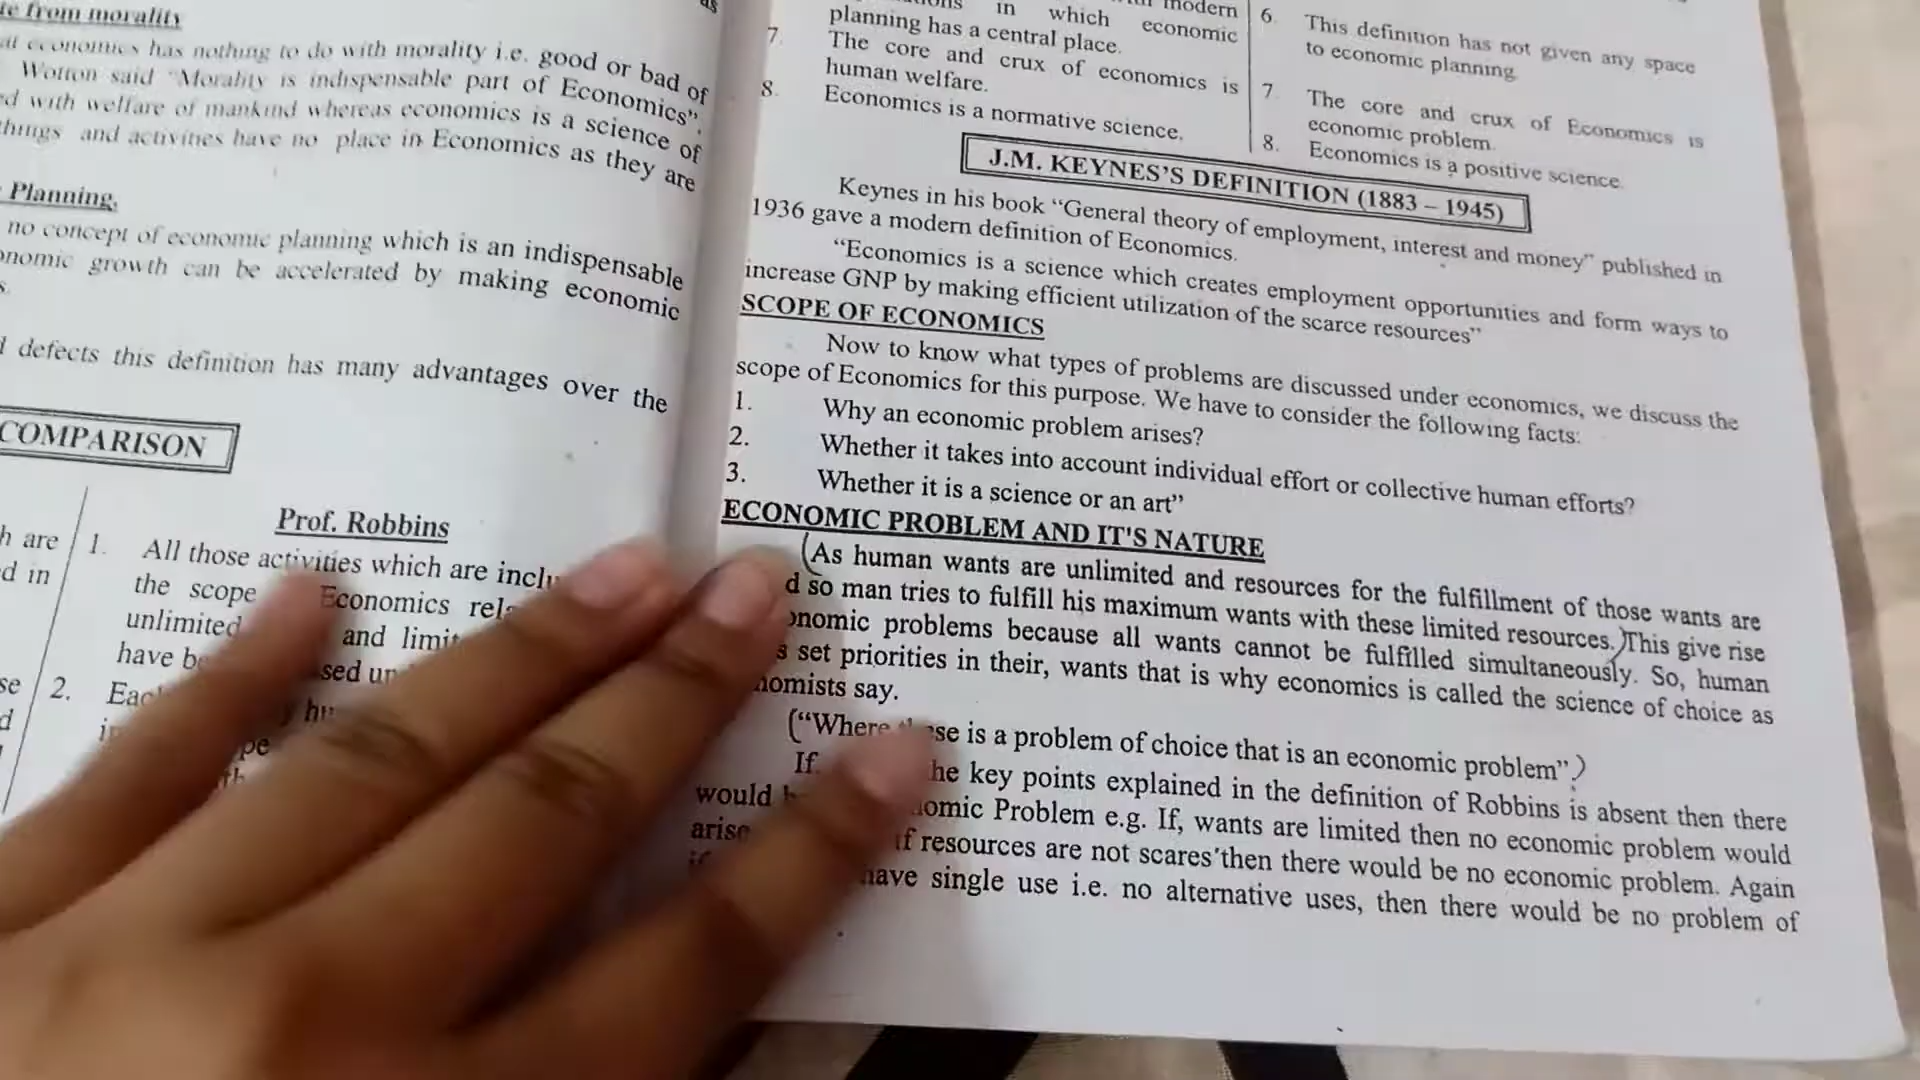 te from morality
economics has nothing to do with morality i.e. good or bad of
Wotton said "Morality is indispensable part of Economics".
ed with welfare of mankind whereas economics is a science of
things and activities have no place in Economics as they are
Planning.
no concept of economic planning which is an indispensable
onomic growth can be accelerated by making economic
s.
defects this definition has many advantages over the
COMPARISON
h are
d in
se
d
Prof. Robbins
1. All those activities which are inclu
the scope Economics rel
unlimited and limit
have be sed un
2. Eac hu
in pe
th
as
modern
in which economic
planning has a central place.
7. The core and crux of economics is
human welfare.
8. Economics is a normative science.
6. This definition has not given any space
to economic planning
7. The core and crux of Economics is
economic problem.
8. Economics is a positive science.
J.M. KEYNES'S DEFINITION (1883 – 1945)
Keynes in his book "General theory of employment, interest and money" published in
1936 gave a modern definition of Economics.
"Economics is a science which creates employment opportunities and form ways to
increase GNP by making efficient utilization of the scarce resources"
SCOPE OF ECONOMICS
Now to know what types of problems are discussed under economics, we discuss the
scope of Economics for this purpose. We have to consider the following facts:
1. Why an economic problem arises?
2. Whether it takes into account individual effort or collective human efforts?
3. Whether it is a science or an art"
ECONOMIC PROBLEM AND IT'S NATURE
(As human wants are unlimited and resources for the fulfillment of those wants are
d so man tries to fulfill his maximum wants with these limited resources.)This give rise
onomic problems because all wants cannot be fulfilled simultaneously. So, human
s set priorities in their, wants that is why economics is called the science of choice as
nomists say.
("Where se is a problem of choice that is an economic problem".)
If he key points explained in the definition of Robbins is absent then there
would nomic Problem e.g. If, wants are limited then no economic problem would
arise if resources are not scares then there would be no economic problem. Again
if have single use i.e. no alternative uses, then there would be no problem of